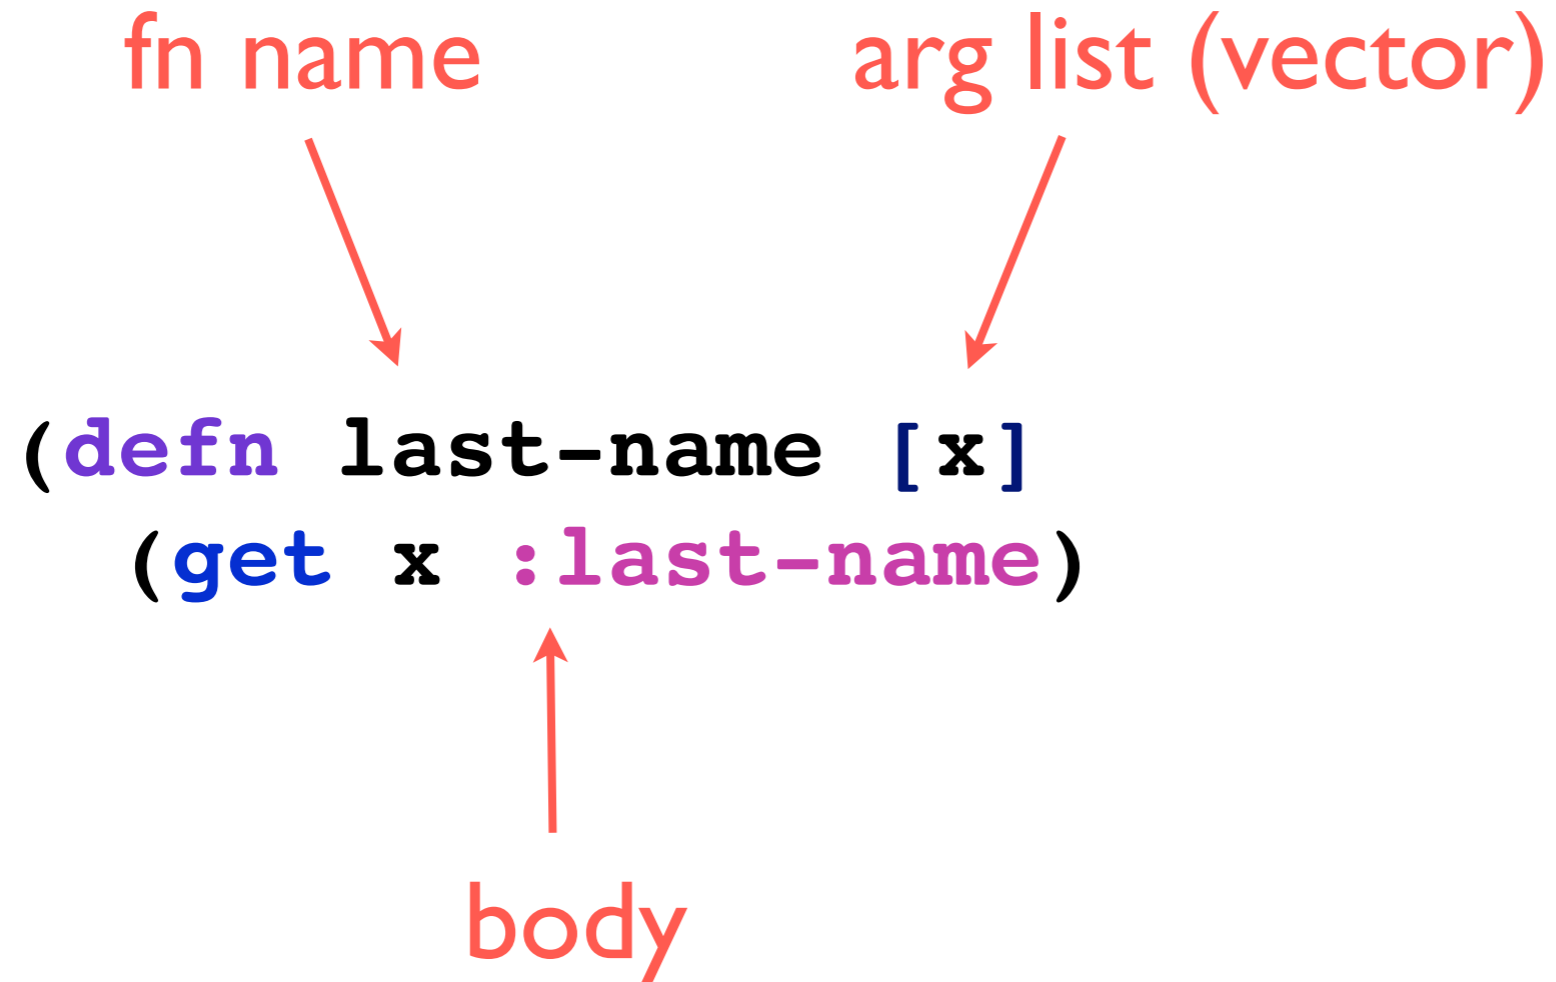 fn name
arg list (vector)
(defn last-name [x]
(get x :last-name)
body